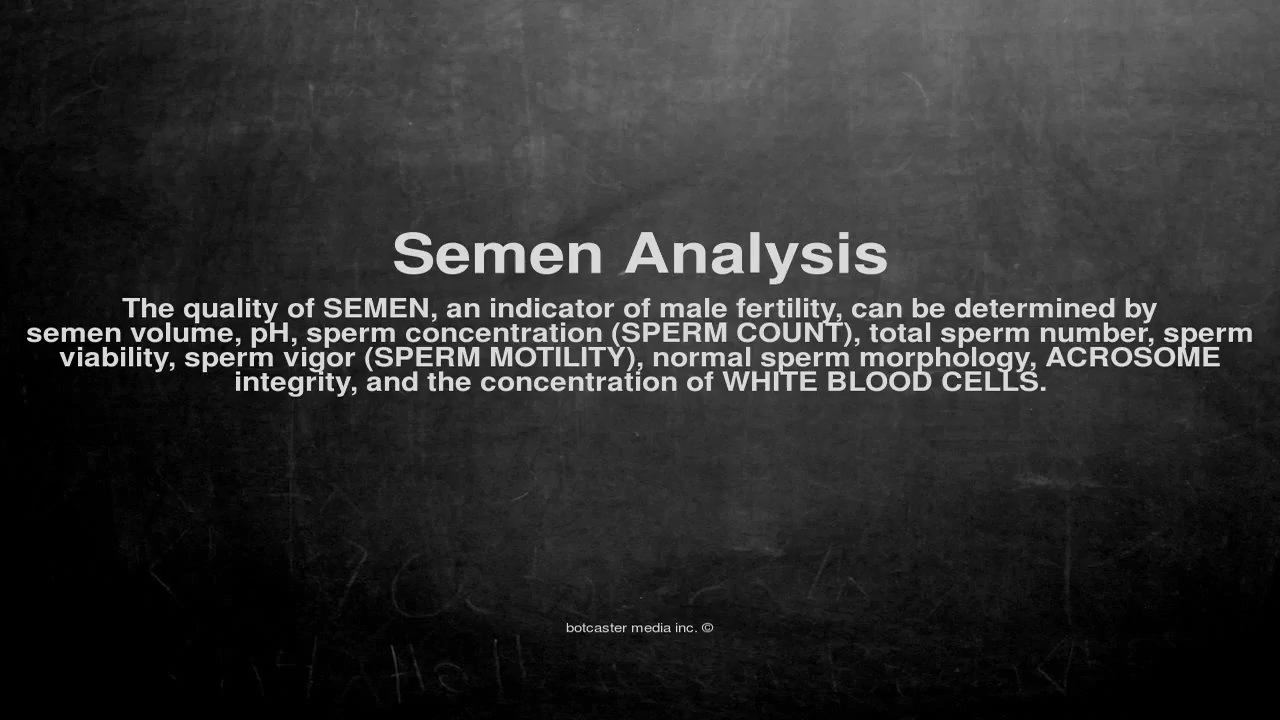 Semen Analysis
The quality of SEMEN, an indicator of male fertility, can be determined by
semen volume, pH, sperm concentration (SPERM COUNT), total sperm number, sperm
viability, sperm vigor (SPERM MOTILITY), normal sperm morphology, ACROSOME
integrity, and the concentration of WHITE BLOOD CELLS.
botcaster media inc. ©